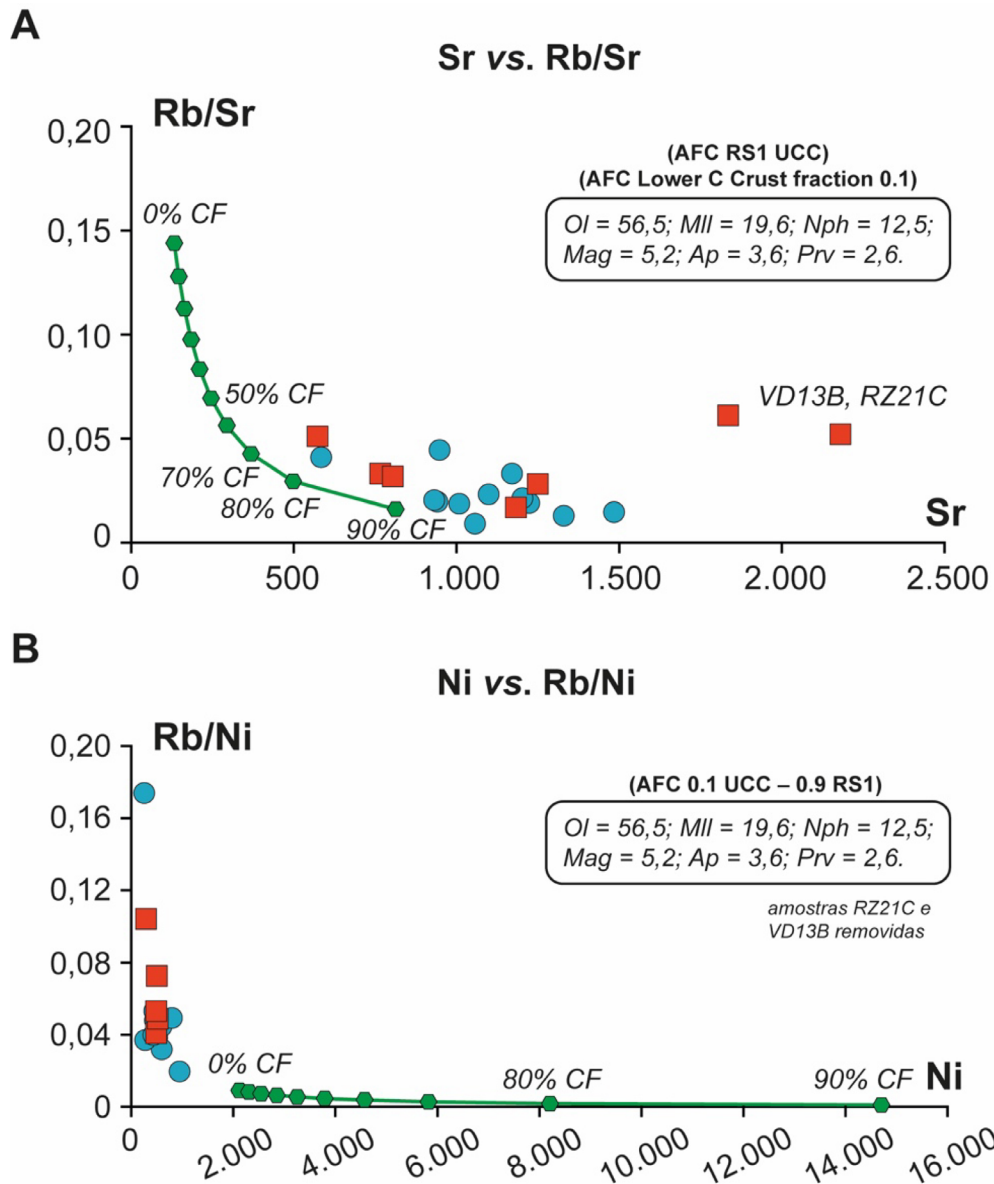 A
Sr vs. Rb/Sr
Rb/Sr
0,20
0,15
0,10
0,05
0
(AFC RS1 UCC)
(AFC Lower C Crust fraction 0.1)
Ol = 56,5; Mll = 19,6; Nph = 12,5;
Mag = 5,2; Ap = 3,6; Prv = 2,6.
0% CF
50% CF
70% CF
80% CF
90% CF
VD13B, RZ21C
Sr
0
500
1.000
1.500
2.000
2.500
B
Ni vs. Rb/Ni
Rb/Ni
0,20
0,16
0,12
0,08
0,04
0
(AFC 0.1 UCC – 0.9 RS1)
Ol = 56,5; Mll = 19,6; Nph = 12,5;
Mag = 5,2; Ap = 3,6; Prv = 2,6.
amostras RZ21C e
VD13B removidas
0% CF
80% CF
90% CF
Ni
0
2.000
4.000
6.000
8.000
10.000
12.000
14.000
16.000